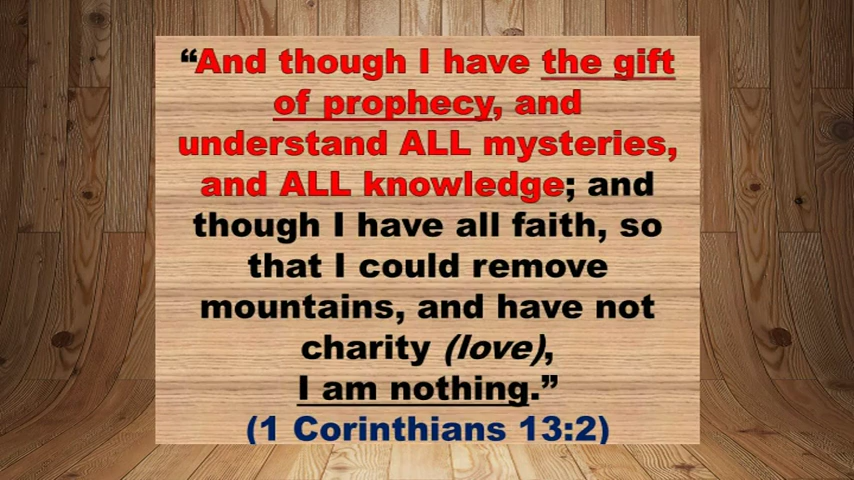 “And though I have the gift
of prophecy, and
understand ALL mysteries,
and ALL knowledge; and
though I have all faith, so
that I could remove
mountains, and have not
charity (love),
I am nothing.”
(1 Corinthians 13:2)